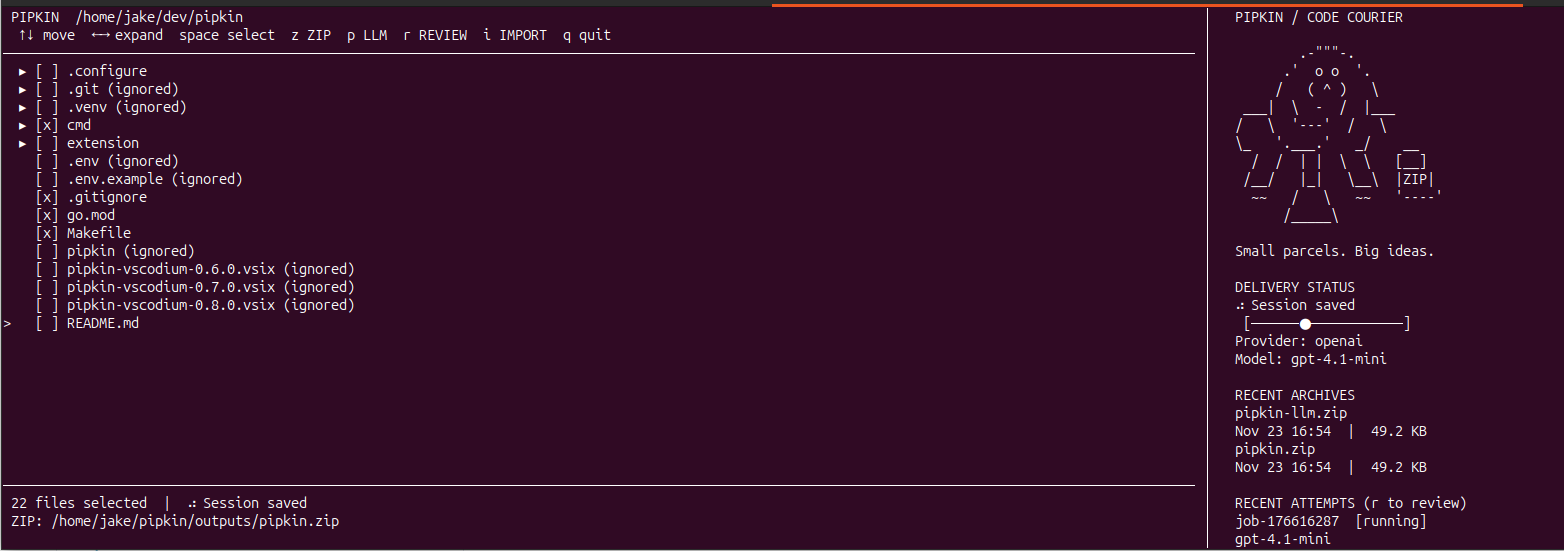 PIPKIN  /home/jake/dev/pipkin
↑↓ move  ←→ expand  space select  z ZIP  p LLM  r REVIEW  i IMPORT  q quit
▸ [ ] .configure
▸ [ ] .git (ignored)
▸ [ ] .venv (ignored)
▸ [x] cmd
▸ [ ] extension
[ ] .env (ignored)
[ ] .env.example (ignored)
[x] .gitignore
[x] go.mod
[x] Makefile
[ ] pipkin (ignored)
[ ] pipkin-vscodium-0.6.0.vsix (ignored)
[ ] pipkin-vscodium-0.7.0.vsix (ignored)
[ ] pipkin-vscodium-0.8.0.vsix (ignored)
>   [ ] README.md
22 files selected  |  ⠴ Session saved
ZIP: /home/jake/pipkin/outputs/pipkin.zip
PIPKIN / CODE COURIER
|ZIP|
Small parcels. Big ideas.
DELIVERY STATUS
⠴ Session saved
[──────●────────────]
Provider: openai
Model: gpt-4.1-mini
RECENT ARCHIVES
pipkin-llm.zip
Nov 23 16:54  |  49.2 KB
pipkin.zip
Nov 23 16:54  |  49.2 KB
RECENT ATTEMPTS (r to review)
job-176616287  [running]
gpt-4.1-mini